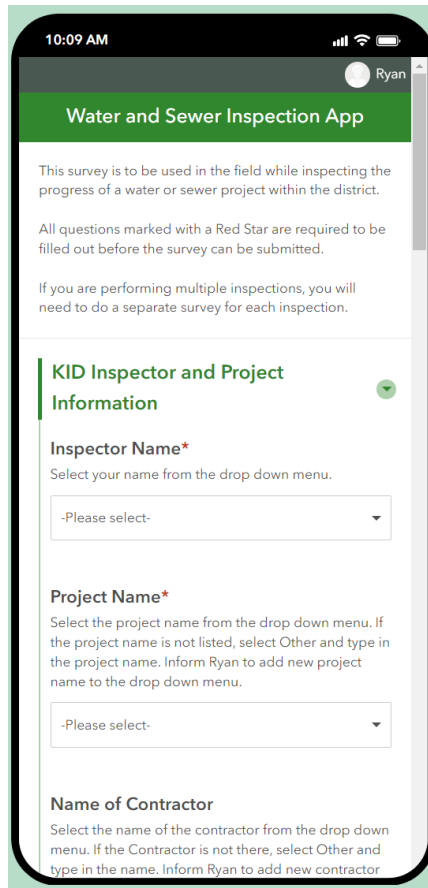 10:09 AM
Ryan
Water and Sewer Inspection App
This survey is to be used in the field while inspecting the
progress of a water or sewer project within the district.
All questions marked with a Red Star are required to be
filled out before the survey can be submitted.
If you are performing multiple inspections, you will
need to do a separate survey for each inspection.
KID Inspector and Project
Information
Inspector Name*
Select your name from the drop down menu.
-Please select-
Project Name*
Select the project name from the drop down menu. If
the project name is not listed, select Other and type in
the project name. Inform Ryan to add new project
name to the drop down menu.
-Please select-
Name of Contractor
Select the name of the contractor from the drop down
menu. If the Contractor is not there, select Other and
type in the name. Inform Ryan to add new contractor